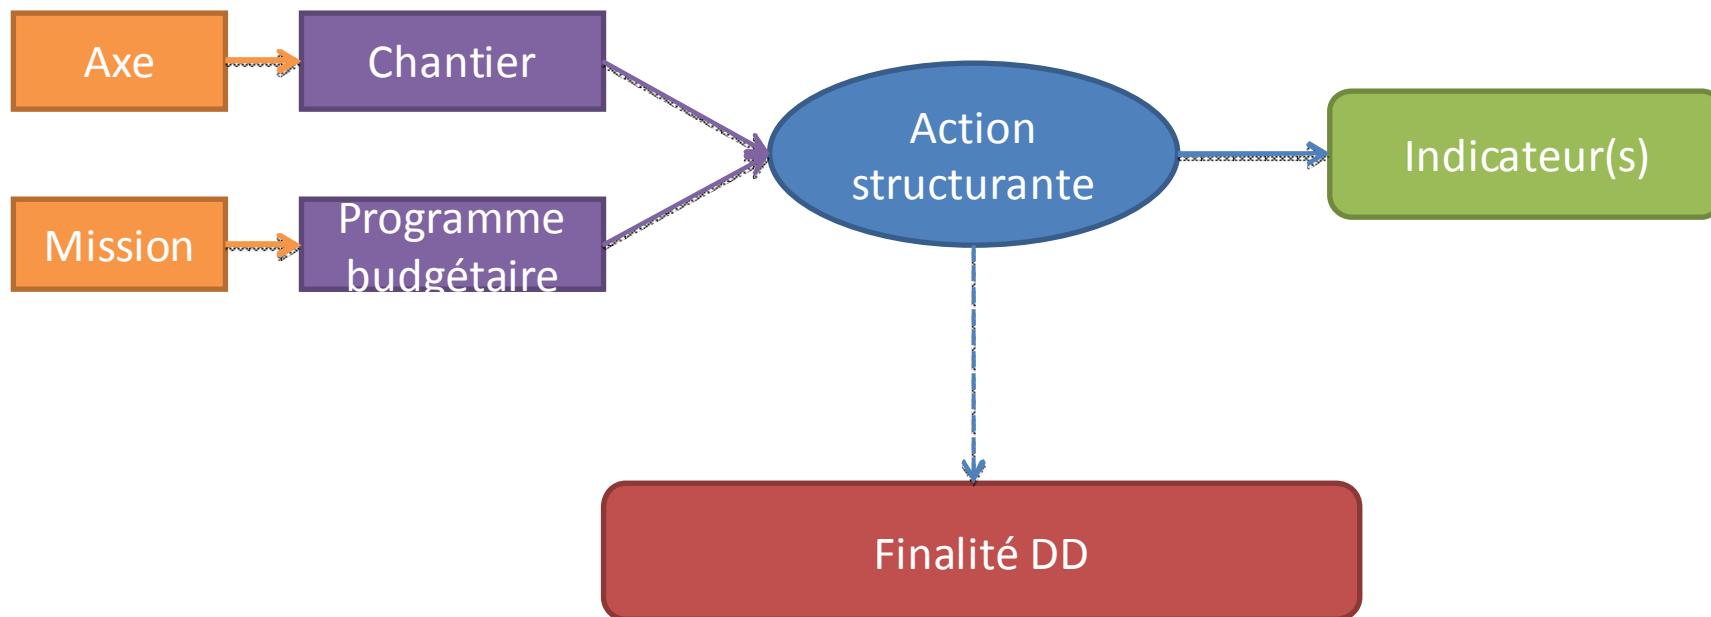 Axe
Chantier
Action
structurante
Indicateur(s)
Mission
Programme
budgétaire
Finalité DD